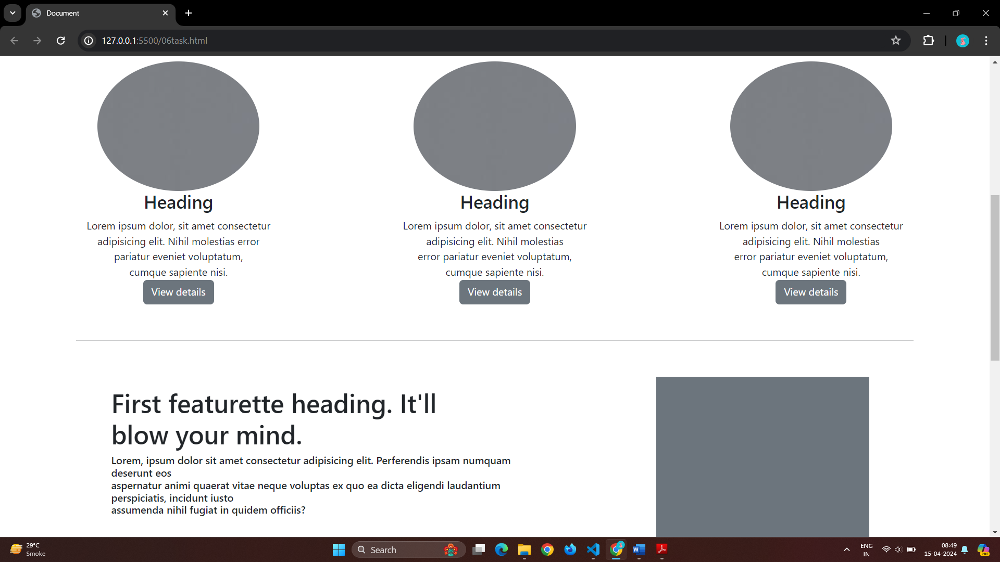 Document
127.0.0.1:5500/06task.html
Heading
Lorem ipsum dolor, sit amet consectetur
adipisicing elit. Nihil molestias error
pariatur eveniet voluptatum,
cumque sapiente nisi.
View details
Heading
Lorem ipsum dolor, sit amet consectetur
adipisicing elit. Nihil molestias
error pariatur eveniet voluptatum,
cumque sapiente nisi.
View details
Heading
Lorem ipsum dolor, sit amet consectetur
adipisicing elit. Nihil molestias
error pariatur eveniet voluptatum,
cumque sapiente nisi.
View details
First featurette heading. It'll
blow your mind.
Lorem, ipsum dolor sit amet consectetur adipisicing elit. Perferendis ipsam numquam
deserunt eos
aspernatur animi quaerat vitae neque voluptas ex quo ea dicta eligendi laudantium
perspiciatis, incidunt iusto
assumenda nihil fugiat in quidem officiis?
29°C
Smoke
Search
W
ENG
IN
08:49
15-04-2024
PRE